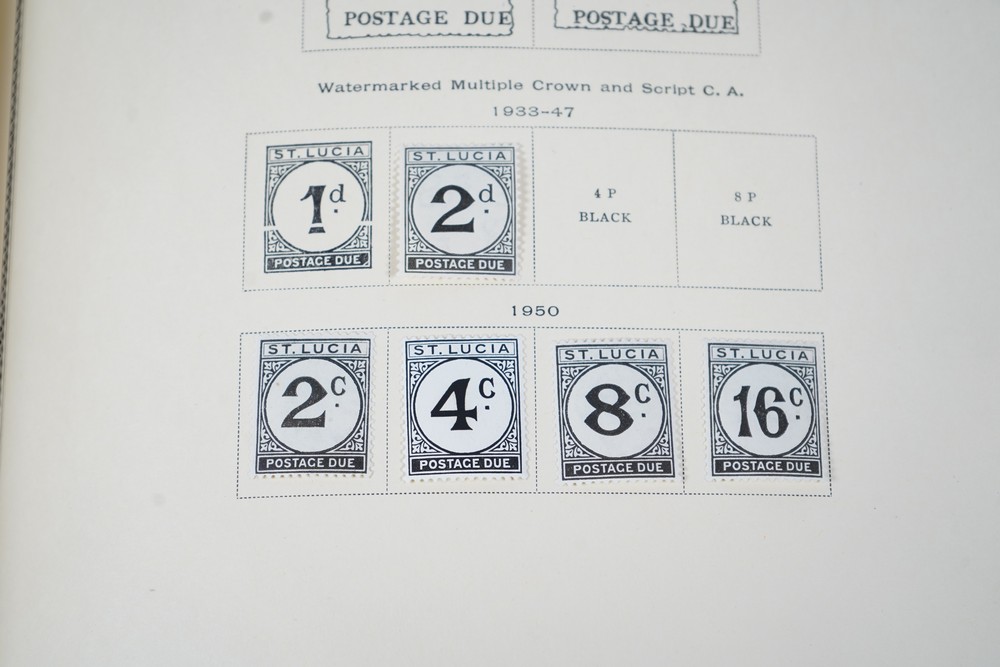 POSTAGE DUE POSTAGE DUE
Watermarked Multiple Crown and Script C. A.
1933-47
ST. LUCIA
1d
POSTAGE DUE
ST. LUCIA
2d
POSTAGE DUE
4 P
BLACK
8 P
BLACK
1950
ST. LUCIA
2c
POSTAGE DUE
ST. LUCIA
4c
POSTAGE DUE
ST. LUCIA
8c
POSTAGE DUE
ST. LUCIA
16c
POSTAGE DUE